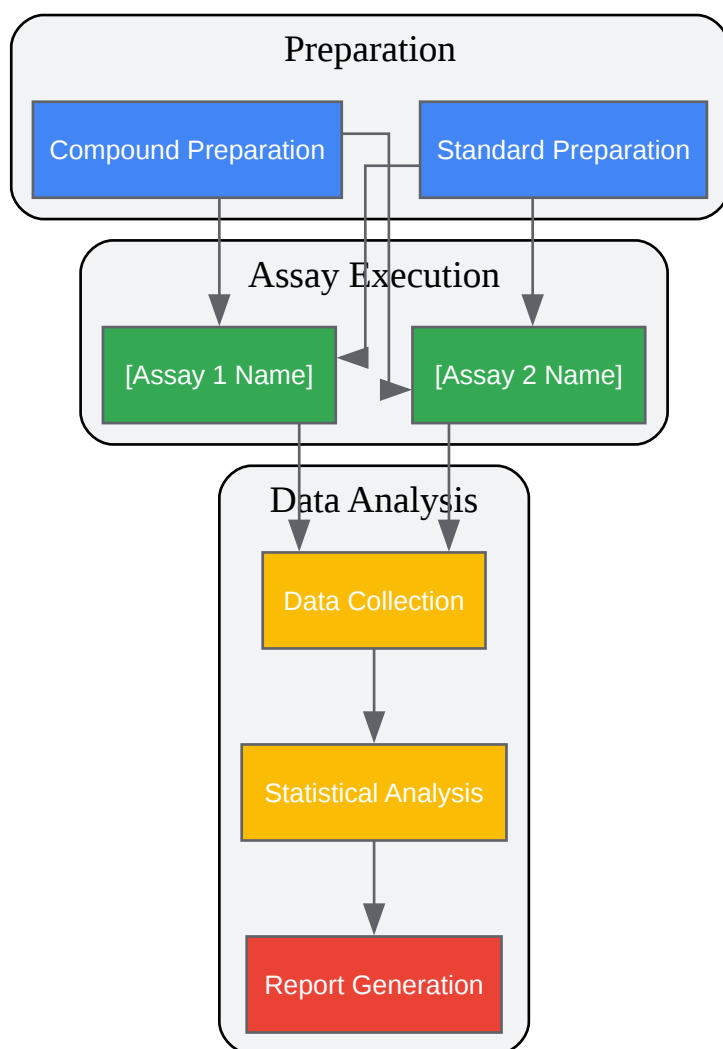 Preparation
Compound Preparation
Standard Preparation
Assay Execution
[Assay 1 Name]
[Assay 2 Name]
Data Analysis
Data Collection
Statistical Analysis
Report Generation